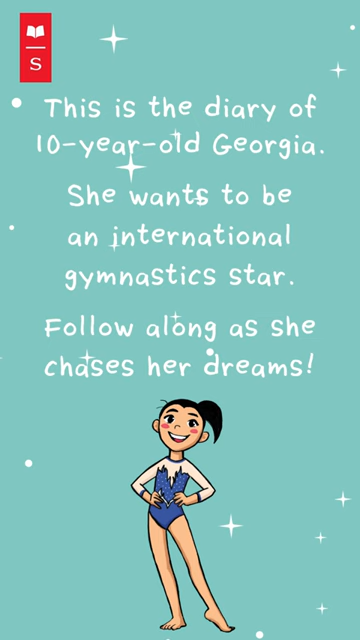 S
This is the diary of
10-year-old Georgia.
She wants to be
an international
gymnastics star.
Follow along as she
chases her dreams!